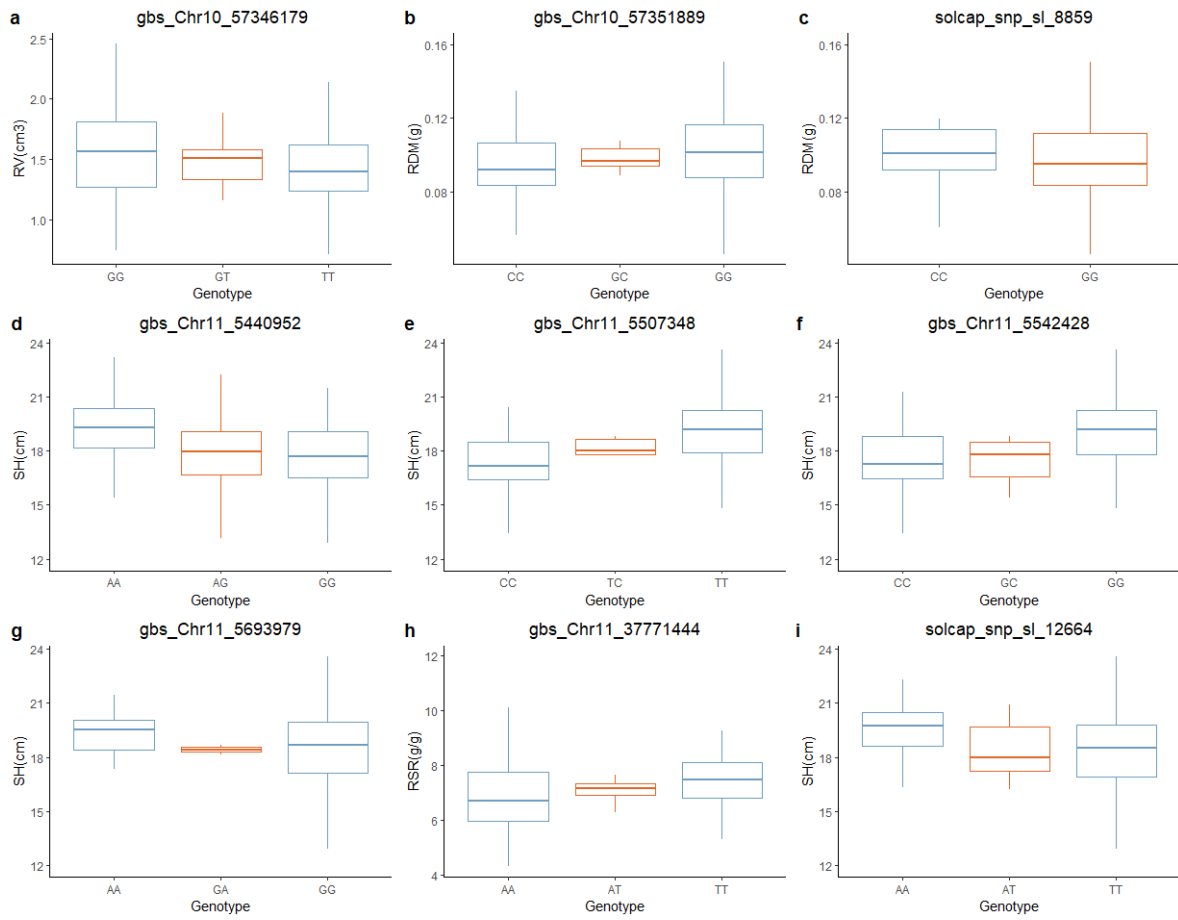 a gbs_Chr10_57346179
2.5
2.0
1.5
1.0
RV(cm3)
GG GT TT
Genotype
b gbs_Chr10_57351889
0.16
0.12
0.08
RDM(g)
CC GC GG
Genotype
c solcap_snp_sl_8859
0.16
0.12
0.08
RDM(g)
CC GG
Genotype
d gbs_Chr11_5440952
24
21
18
15
12
SH(cm)
AA AG GG
Genotype
e gbs_Chr11_5507348
24
21
18
15
12
SH(cm)
CC TC TT
Genotype
f gbs_Chr11_5542428
24
21
18
15
12
SH(cm)
CC GC GG
Genotype
g gbs_Chr11_5693979
24
21
18
15
12
SH(cm)
AA GA GG
Genotype
h gbs_Chr11_37771444
12
10
8
6
4
RSR(g/g)
AA AT TT
Genotype
i solcap_snp_sl_12664
24
21
18
15
12
SH(cm)
AA AT TT
Genotype